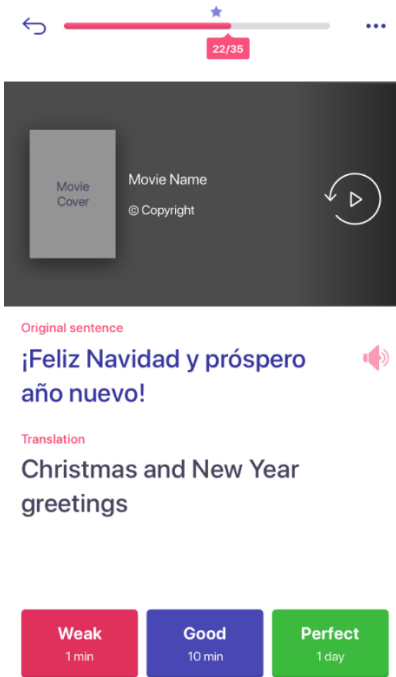 22/35
Movie
Cover
Movie Name
© Copyright
Original sentence
¡Feliz Navidad y próspero
año nuevo!
Translation
Christmas and New Year
greetings
Weak
1 min
Good
10 min
Perfect
1 day